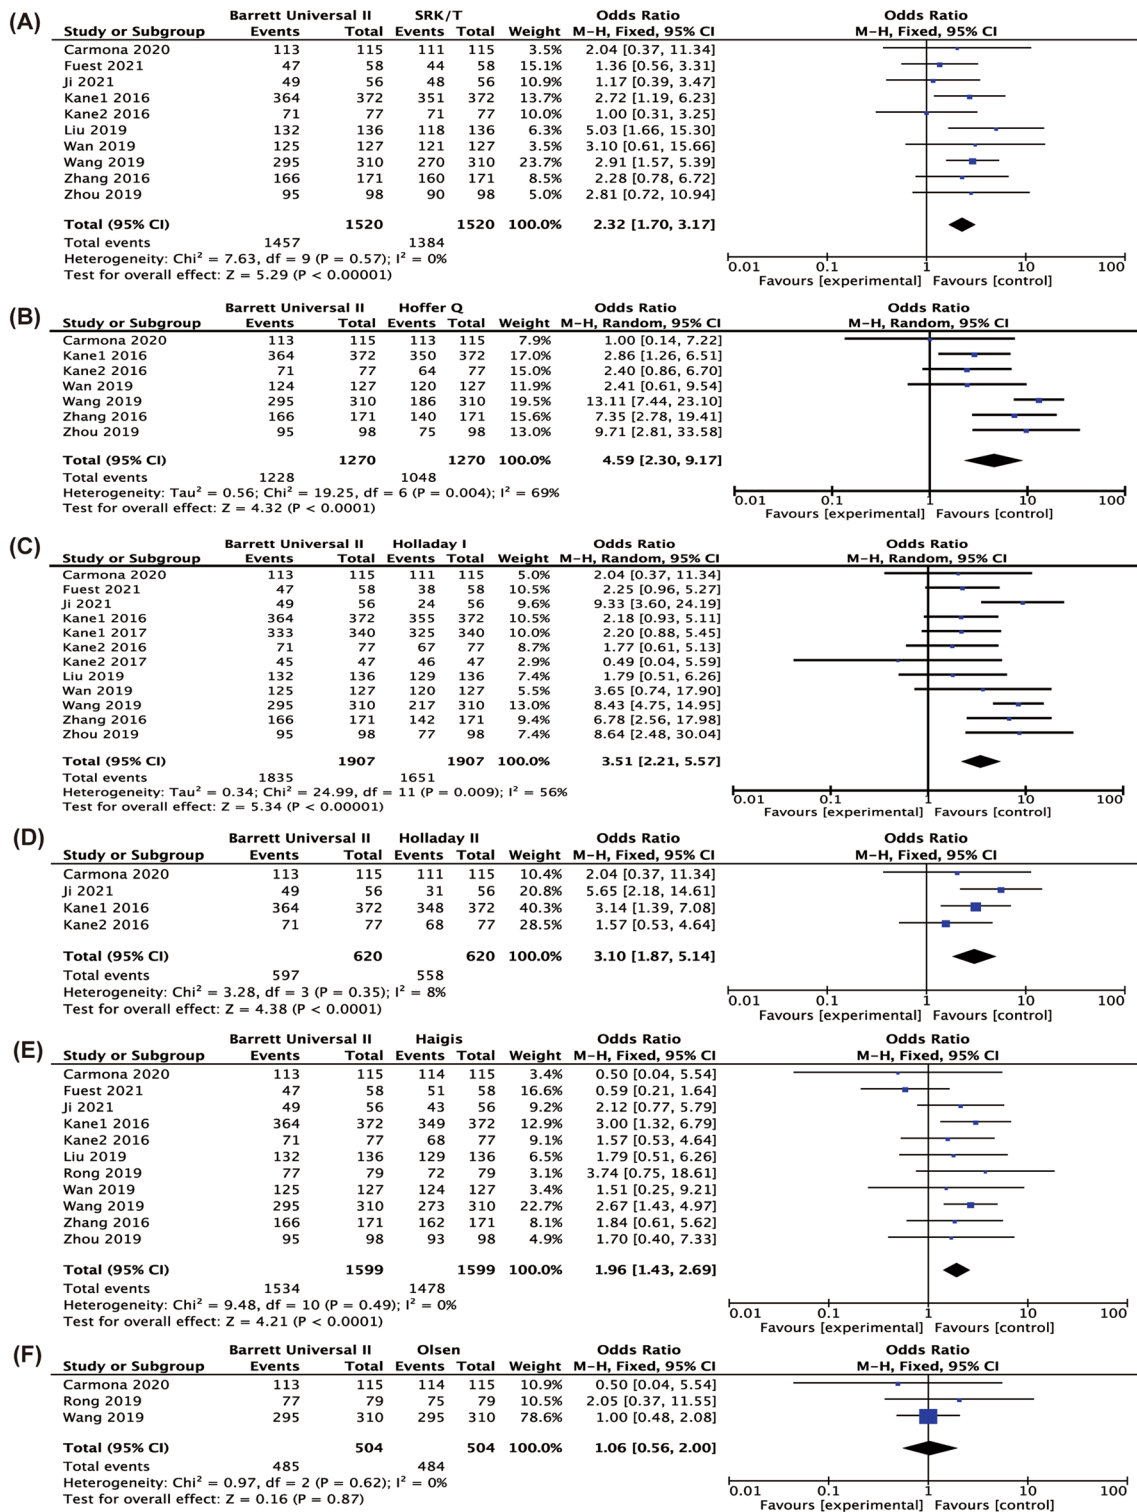 (A) Barrett Universal II SRK/T Odds Ratio Odds Ratio
Study or Subgroup Events Total Events Total Weight M-H, Fixed, 95% CI M-H, Fixed, 95% CI
Carmona 2020 113 115 111 115 3.5% 2.04 [0.37, 11.34]
Fuest 2021 47 58 44 58 15.1% 1.36 [0.56, 3.31]
Ji 2021 49 56 48 56 10.9% 1.17 [0.39, 3.47]
Kane1 2016 364 372 351 372 13.7% 2.72 [1.19, 6.23]
Kane2 2016 71 77 71 77 10.0% 1.00 [0.31, 3.25]
Liu 2019 132 136 118 136 6.3% 5.03 [1.66, 15.30]
Wan 2019 125 127 121 127 3.5% 3.10 [0.61, 15.66]
Wang 2019 295 310 270 310 23.7% 2.91 [1.57, 5.39]
Zhang 2016 166 171 160 171 8.5% 2.28 [0.78, 6.72]
Zhou 2019 95 98 90 98 5.0% 2.81 [0.72, 10.94]
Total (95% CI) 1520 1520 100.0% 2.32 [1.70, 3.17]
Total events 1457 1384
Heterogeneity: Chi² = 7.63, df = 9 (P = 0.57); I² = 0%
Test for overall effect: Z = 5.29 (P < 0.00001)
0.01 0.1 1 10 100
Favours [experimental] Favours [control]
(B) Barrett Universal II Hoffer Q Odds Ratio Odds Ratio
Study or Subgroup Events Total Events Total Weight M-H, Random, 95% CI M-H, Random, 95% CI
Carmona 2020 113 115 113 115 7.9% 1.00 [0.14, 7.22]
Kane1 2016 364 372 350 372 17.0% 2.86 [1.26, 6.51]
Kane2 2016 71 77 64 77 15.0% 2.40 [0.86, 6.70]
Wan 2019 124 127 120 127 11.9% 2.41 [0.61, 9.54]
Wang 2019 295 310 186 310 19.5% 13.11 [7.44, 23.10]
Zhang 2016 166 171 140 171 15.6% 7.35 [2.78, 19.41]
Zhou 2019 95 98 75 98 13.0% 9.71 [2.81, 33.58]
Total (95% CI) 1270 1270 100.0% 4.59 [2.30, 9.17]
Total events 1228 1048
Heterogeneity: Tau² = 0.56; Chi² = 19.25, df = 6 (P = 0.004); I² = 69%
Test for overall effect: Z = 4.32 (P < 0.0001)
0.01 0.1 1 10 100
Favours [experimental] Favours [control]
(C) Barrett Universal II Holladay I Odds Ratio Odds Ratio
Study or Subgroup Events Total Events Total Weight M-H, Random, 95% CI M-H, Random, 95% CI
Carmona 2020 113 115 111 115 5.0% 2.04 [0.37, 11.34]
Fuest 2021 47 58 38 58 10.5% 2.25 [0.96, 5.27]
Ji 2021 49 56 24 56 9.6% 9.33 [3.60, 24.19]
Kane1 2016 364 372 355 372 10.5% 2.18 [0.93, 5.11]
Kane1 2017 333 340 325 340 10.0% 2.20 [0.88, 5.45]
Kane2 2016 71 77 67 77 8.7% 1.77 [0.61, 5.13]
Kane2 2017 45 47 46 47 2.9% 0.49 [0.04, 5.59]
Liu 2019 132 136 129 136 7.4% 1.79 [0.51, 6.26]
Wan 2019 125 127 120 127 5.5% 3.65 [0.74, 17.90]
Wang 2019 295 310 217 310 13.0% 8.43 [4.75, 14.95]
Zhang 2016 166 171 142 171 9.4% 6.78 [2.56, 17.98]
Zhou 2019 95 98 77 98 7.4% 8.64 [2.48, 30.04]
Total (95% CI) 1907 1907 100.0% 3.51 [2.21, 5.57]
Total events 1835 1651
Heterogeneity: Tau² = 0.34; Chi² = 24.99, df = 11 (P = 0.009); I² = 56%
Test for overall effect: Z = 5.34 (P < 0.00001)
0.01 0.1 1 10 100
Favours [experimental] Favours [control]
(D) Barrett Universal II Holladay II Odds Ratio Odds Ratio
Study or Subgroup Events Total Events Total Weight M-H, Fixed, 95% CI M-H, Fixed, 95% CI
Carmona 2020 113 115 111 115 10.4% 2.04 [0.37, 11.34]
Ji 2021 49 56 31 56 20.8% 5.65 [2.18, 14.61]
Kane1 2016 364 372 348 372 40.3% 3.14 [1.39, 7.08]
Kane2 2016 71 77 68 77 28.5% 1.57 [0.53, 4.64]
Total (95% CI) 620 620 100.0% 3.10 [1.87, 5.14]
Total events 597 558
Heterogeneity: Chi² = 3.28, df = 3 (P = 0.35); I² = 8%
Test for overall effect: Z = 4.38 (P < 0.0001)
0.01 0.1 1 10 100
Favours [experimental] Favours [control]
(E) Barrett Universal II Haigis Odds Ratio Odds Ratio
Study or Subgroup Events Total Events Total Weight M-H, Fixed, 95% CI M-H, Fixed, 95% CI
Carmona 2020 113 115 114 115 3.4% 0.50 [0.04, 5.54]
Fuest 2021 47 58 51 58 16.6% 0.59 [0.21, 1.64]
Ji 2021 49 56 43 56 9.2% 2.12 [0.77, 5.79]
Kane1 2016 364 372 349 372 12.9% 3.00 [1.32, 6.79]
Kane2 2016 71 77 68 77 9.1% 1.57 [0.53, 4.64]
Liu 2019 132 136 129 136 6.5% 1.79 [0.51, 6.26]
Rong 2019 77 79 72 79 3.1% 3.74 [0.75, 18.61]
Wan 2019 125 127 124 127 3.4% 1.51 [0.25, 9.21]
Wang 2019 295 310 273 310 22.7% 2.67 [1.43, 4.97]
Zhang 2016 166 171 162 171 8.1% 1.84 [0.61, 5.62]
Zhou 2019 95 98 93 98 4.9% 1.70 [0.40, 7.33]
Total (95% CI) 1599 1599 100.0% 1.96 [1.43, 2.69]
Total events 1534 1478
Heterogeneity: Chi² = 9.48, df = 10 (P = 0.49); I² = 0%
Test for overall effect: Z = 4.21 (P < 0.0001)
0.01 0.1 1 10 100
Favours [experimental] Favours [control]
(F) Barrett Universal II Olsen Odds Ratio Odds Ratio
Study or Subgroup Events Total Events Total Weight M-H, Fixed, 95% CI M-H, Fixed, 95% CI
Carmona 2020 113 115 114 115 10.9% 0.50 [0.04, 5.54]
Rong 2019 77 79 75 79 10.5% 2.05 [0.37, 11.55]
Wang 2019 295 310 295 310 78.6% 1.00 [0.48, 2.08]
Total (95% CI) 504 504 100.0% 1.06 [0.56, 2.00]
Total events 485 484
Heterogeneity: Chi² = 0.97, df = 2 (P = 0.62); I² = 0%
Test for overall effect: Z = 0.16 (P = 0.87)
0.01 0.1 1 10 100
Favours [experimental] Favours [control]